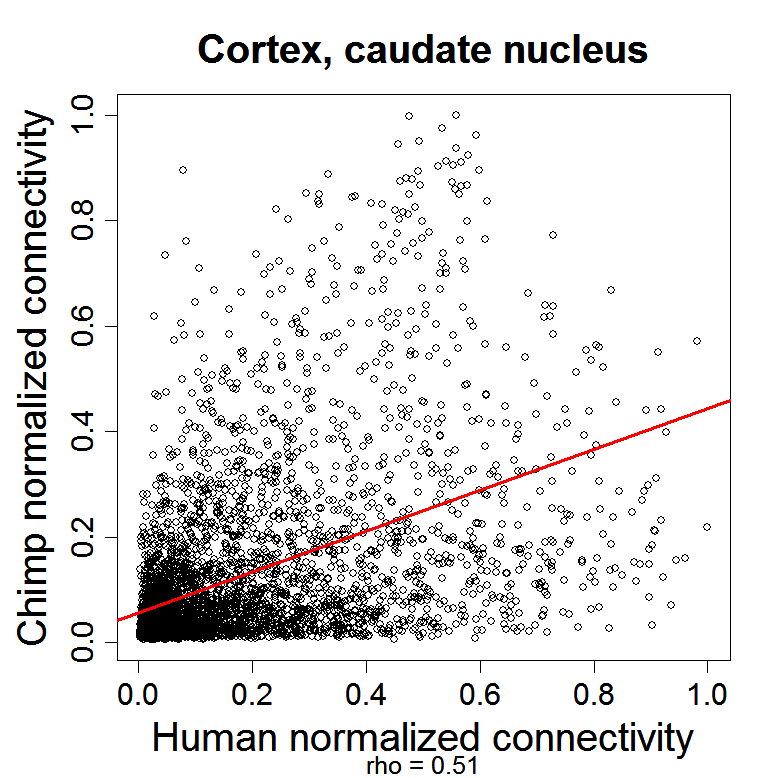 Cortex, caudate nucleus
Chimp normalized connectivity
1.0
0.8
0.6
0.4
0.2
0.0
0.0 0.2 0.4 0.6 0.8 1.0
Human normalized connectivity
rho = 0.51